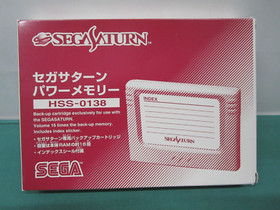 SEGASATURN
セガサターン
パワーメモリー
HSS-0138
Back-up cartridge exclusively for use with
the SEGASATURN.
Volume 16 times the back-up memory.
Includes index sticker.
・セガサターン専用バックアップカートリッジ
・容量は本体RAMの約16倍
・インデックスシール付属
INDEX
SEGASATURN
SEGA